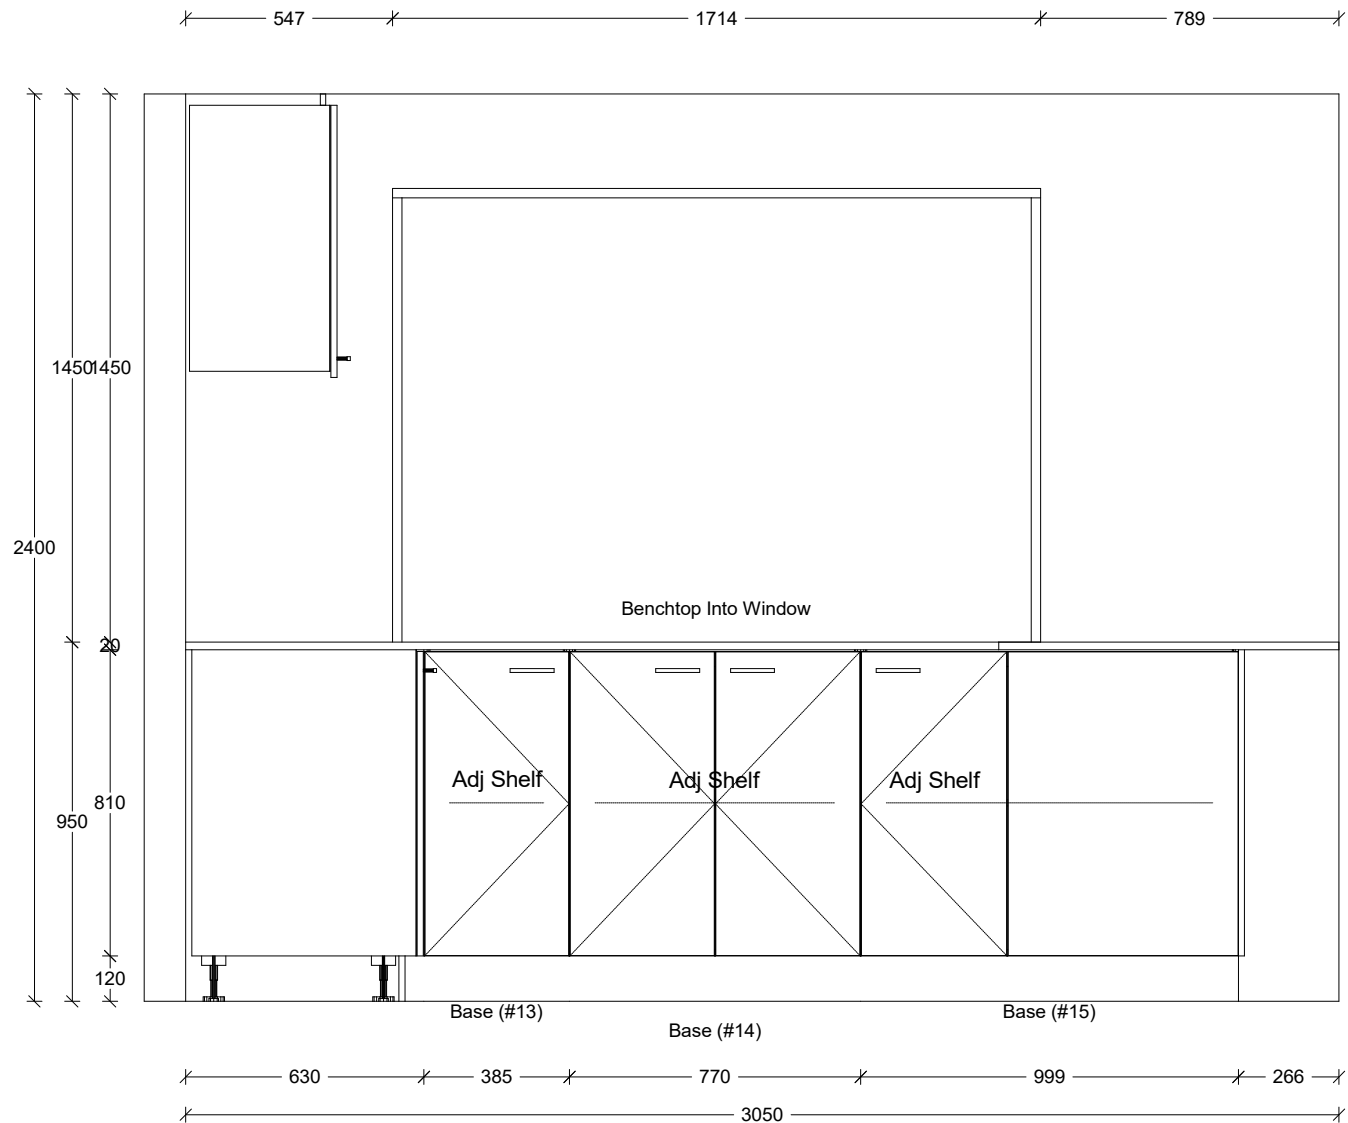 547
1714
789
1450
1450
2400
Benchtop Into Window
20
Adj Shelf
Adj Shelf
Adj Shelf
810
950
120
Base (#13)
Base (#14)
Base (#15)
630
385
770
999
266
3050